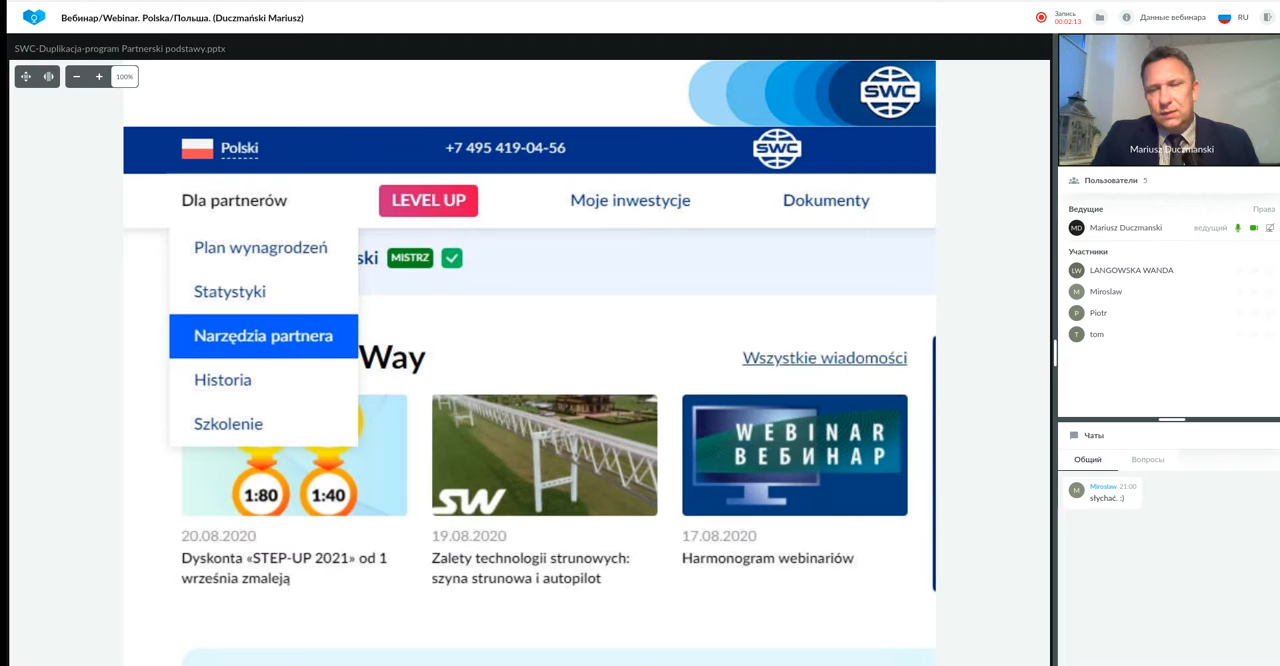 Вебинар/Webinar. Polska/Польша. (Duczmański Mariusz)
Запись
00:02:13
Данные вебинара
RU
SWC-Duplikacja-program Partnerski podstawy.pptx
100%
SWC
Polski
+7 495 419-04-56
SWC
Dla partnerów
LEVEL UP
Moje inwestycje
Dokumenty
Plan wynagrodzeń
ski
MISTRZ
Statystyki
Narzędzia partnera
Way
Wszystkie wiadomości
Historia
Szkolenie
1:80
1:40
SW
WEBINAR
ВЕБИНАР
20.08.2020
Dyskonta «STEP-UP 2021» od 1
września zmaleją
19.08.2020
Zalety technologii strunowych:
szyna strunowa i autopilot
17.08.2020
Harmonogram webinariów
Mariusz Duczmanski
Пользователи 5
Ведущие
Права
MD
Mariusz Duczmanski
ведущий
Участники
LW
LANGOWSKA WANDA
M
Miroslaw
P
Piotr
T
tom
Чаты
Общий
Вопросы
M
Miroslaw 21:00
słychać. :)